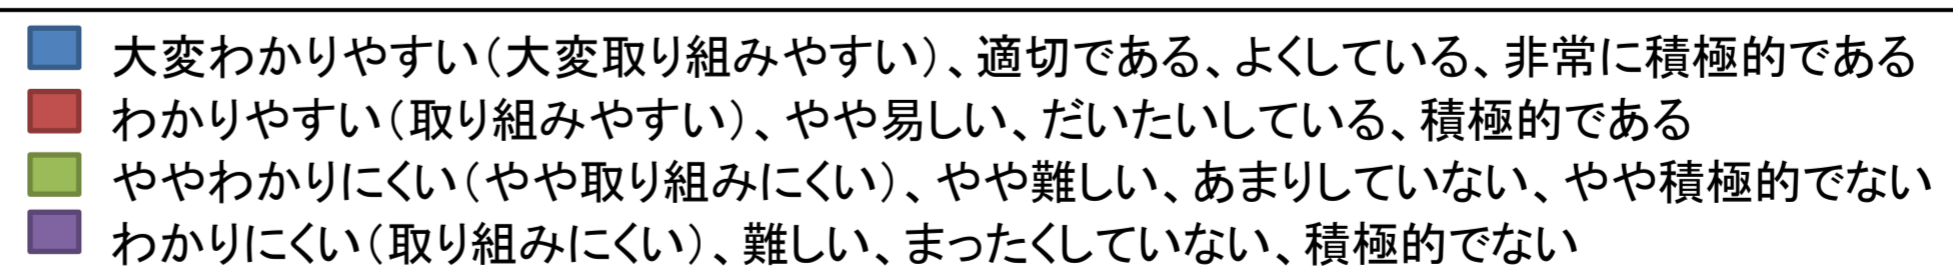 大変わかりやすい（大変取り組みやすい）、適切である、よくしている、非常に積極的である
わかりやすい（取り組みやすい）、やや易しい、だいたいしている、積極的である
ややわかりにくい（やや取り組みにくい）、やや難しい、あまりしていない、やや積極的でない
わかりにくい（取り組みにくい）、難しい、まったくしていない、積極的でない